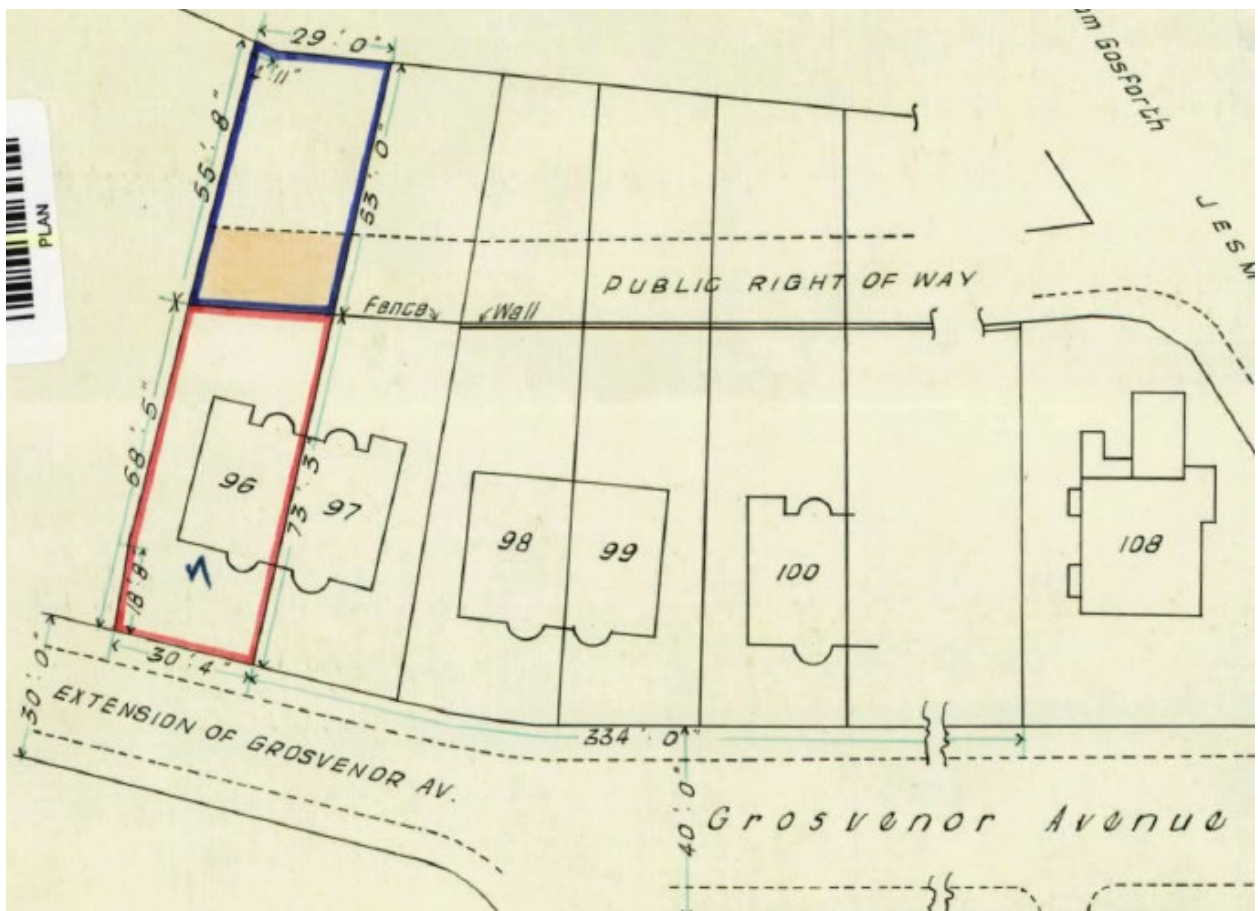 29'.0"
1'.11"
55'.8"
53'.0"
om Gosforth
JESM
PLAN
PUBLIC RIGHT OF WAY
Fence
Wall
68'.5"
73'.3"
96
97
98
99
100
108
18'.8"
30'.4"
30'.0"
EXTENSION OF GROSVENOR AV.
334'.0"
40'.0"
Grosvenor Avenue